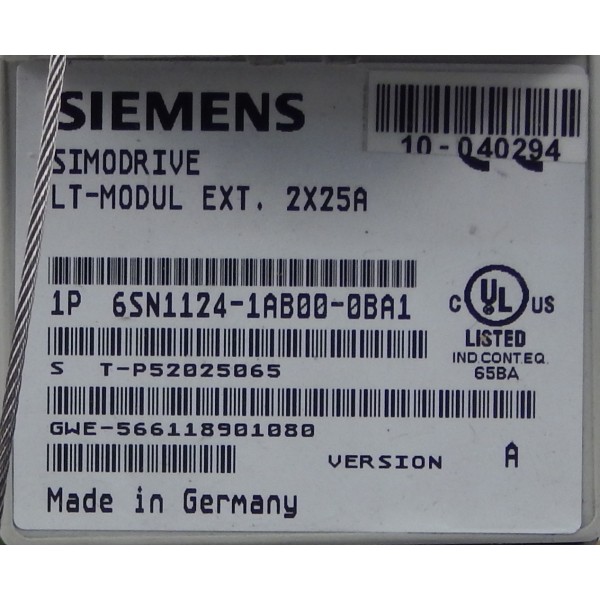 SIEMENS
10-040294
SIMODRIVE
LT-MODUL EXT. 2X25A
1P 6SN1124-1AB00-0BA1
C UL US
LISTED
IND.CONT.EQ.
65BA
S T-P52025065
GWE-566118901080
VERSION A
Made in Germany